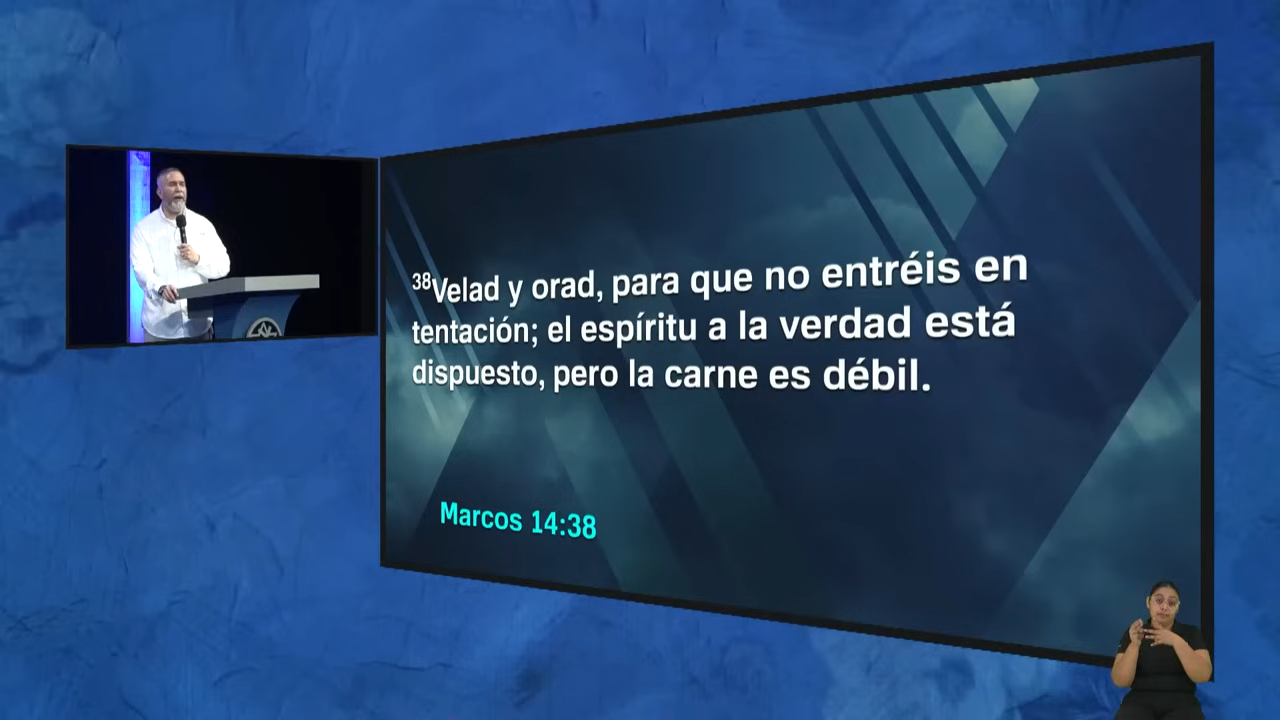 ³⁸Velad y orad, para que no entréis en
tentación; el espíritu a la verdad está
dispuesto, pero la carne es débil.
Marcos 14:38